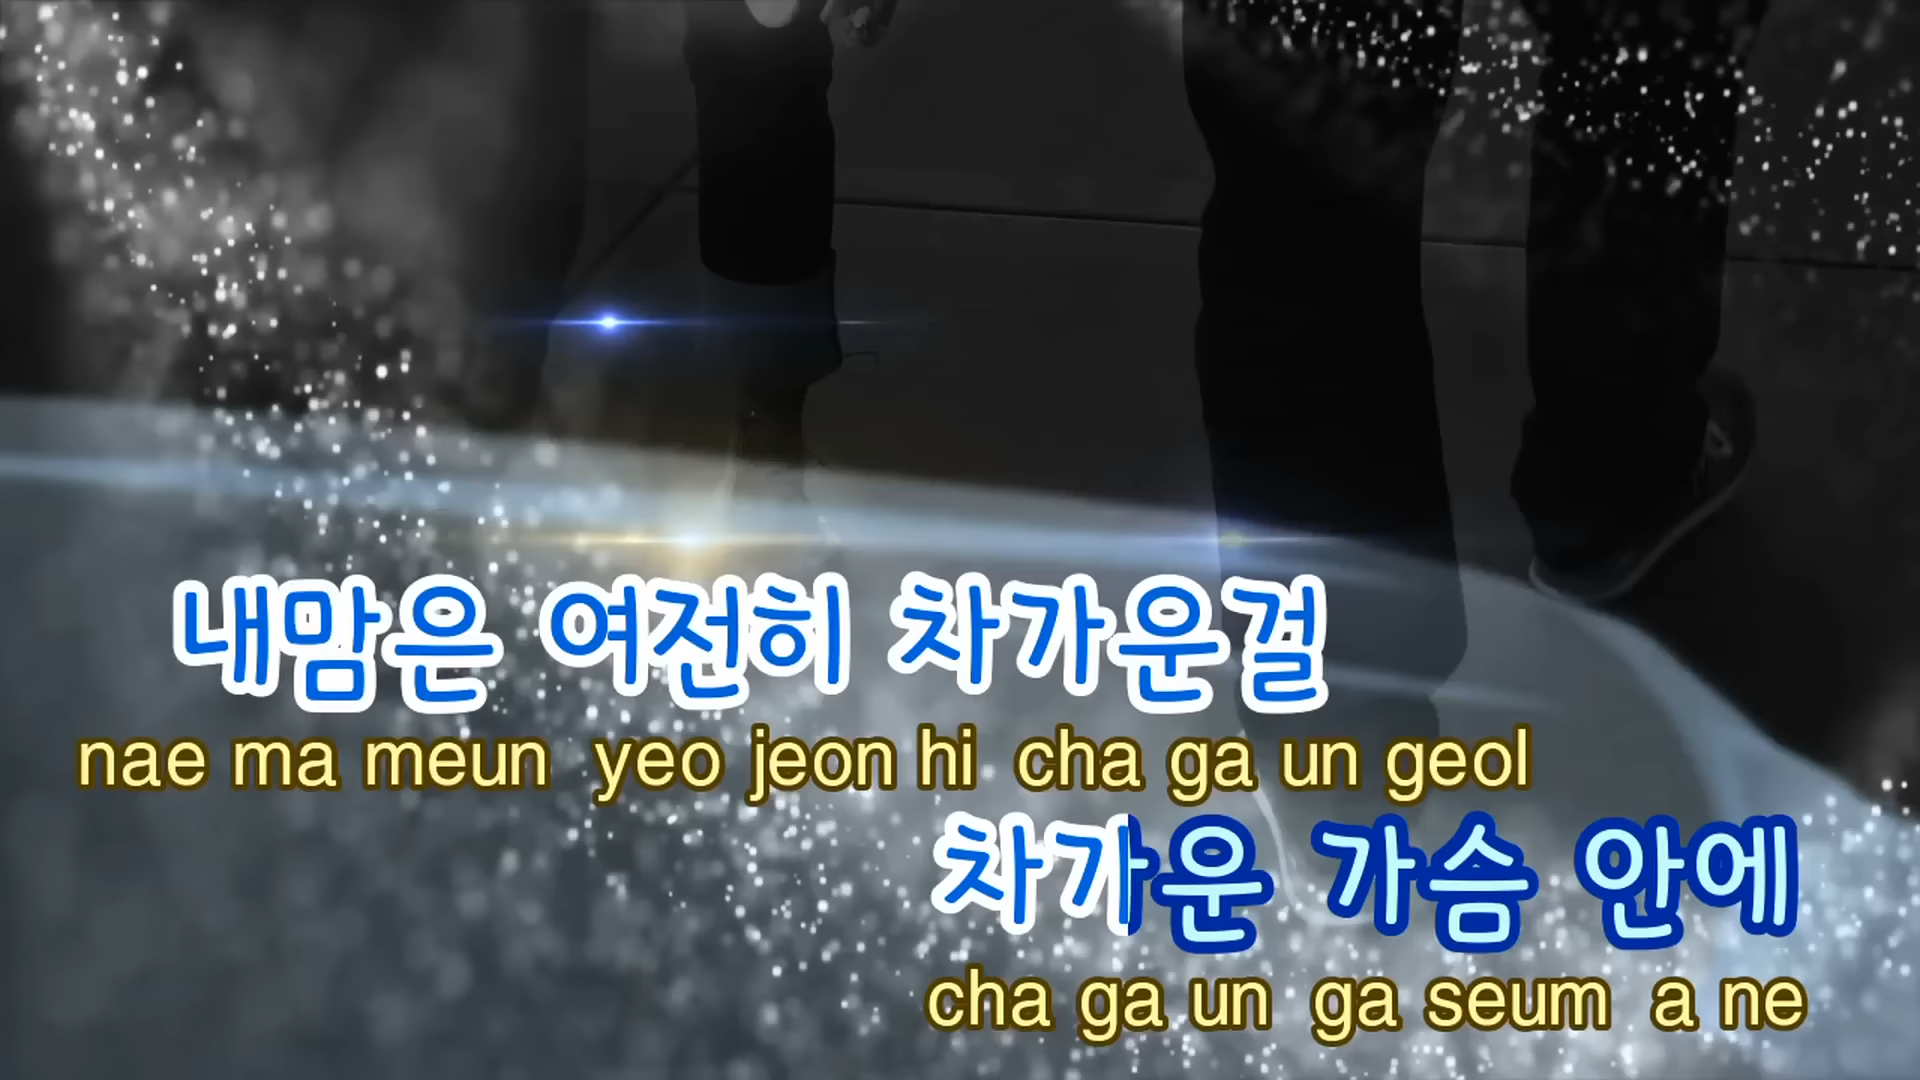 내맘은 여전히 차가운걸
nae ma meun yeo jeon hi cha ga un geol
차가운 가슴 안에
cha ga un ga seum a ne